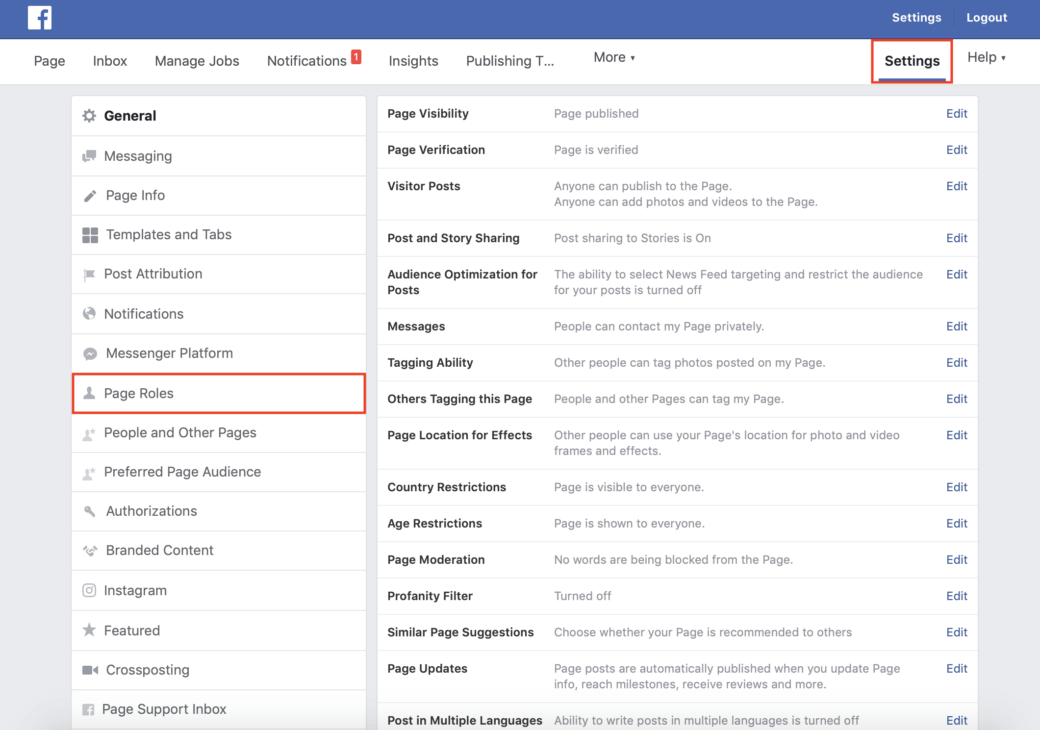 Settings Logout
Page Inbox Manage Jobs Notifications 1 Insights Publishing T... More Settings Help
General
Messaging
Page Info
Templates and Tabs
Post Attribution
Notifications
Messenger Platform
Page Roles
People and Other Pages
Preferred Page Audience
Authorizations
Branded Content
Instagram
Featured
Crossposting
Page Support Inbox
Page Visibility Page published Edit
Page Verification Page is verified Edit
Visitor Posts Anyone can publish to the Page. Edit
Anyone can add photos and videos to the Page.
Post and Story Sharing Post sharing to Stories is On Edit
Audience Optimization for The ability to select News Feed targeting and restrict the audience Edit
Posts for your posts is turned off
Messages People can contact my Page privately. Edit
Tagging Ability Other people can tag photos posted on my Page. Edit
Others Tagging this Page People and other Pages can tag my Page. Edit
Page Location for Effects Other people can use your Page's location for photo and video Edit
frames and effects.
Country Restrictions Page is visible to everyone. Edit
Age Restrictions Page is shown to everyone. Edit
Page Moderation No words are being blocked from the Page. Edit
Profanity Filter Turned off Edit
Similar Page Suggestions Choose whether your Page is recommended to others Edit
Page Updates Page posts are automatically published when you update Page Edit
info, reach milestones, receive reviews and more.
Post in Multiple Languages Ability to write posts in multiple languages is turned off Edit